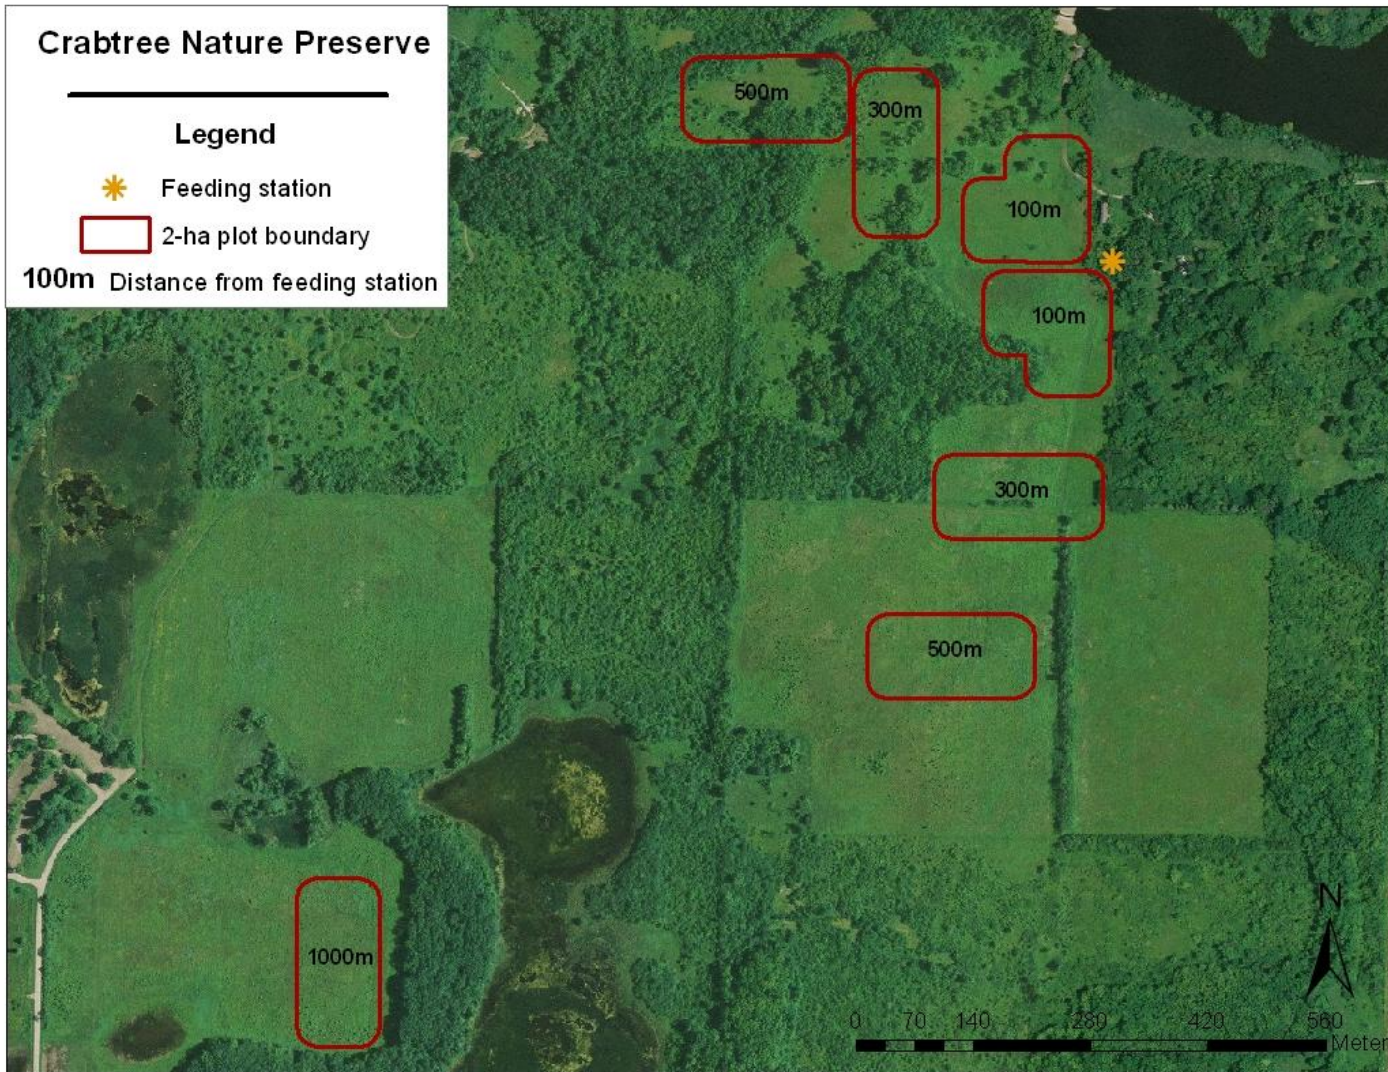 Crabtree Nature Preserve
Legend
Feeding station
2-ha plot boundary
100m Distance from feeding station
500m
300m
100m
100m
300m
500m
1000m
N
0 70 140 280 420 560
Meter